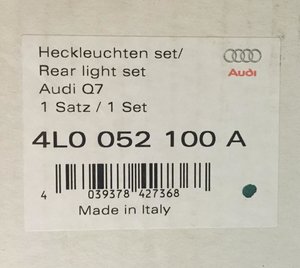 Heckleuchten set/
Rear light set
Audi Q7
1 Satz / 1 Set
Audi
4L0 052 100 A
4 039378 427368
Made in Italy